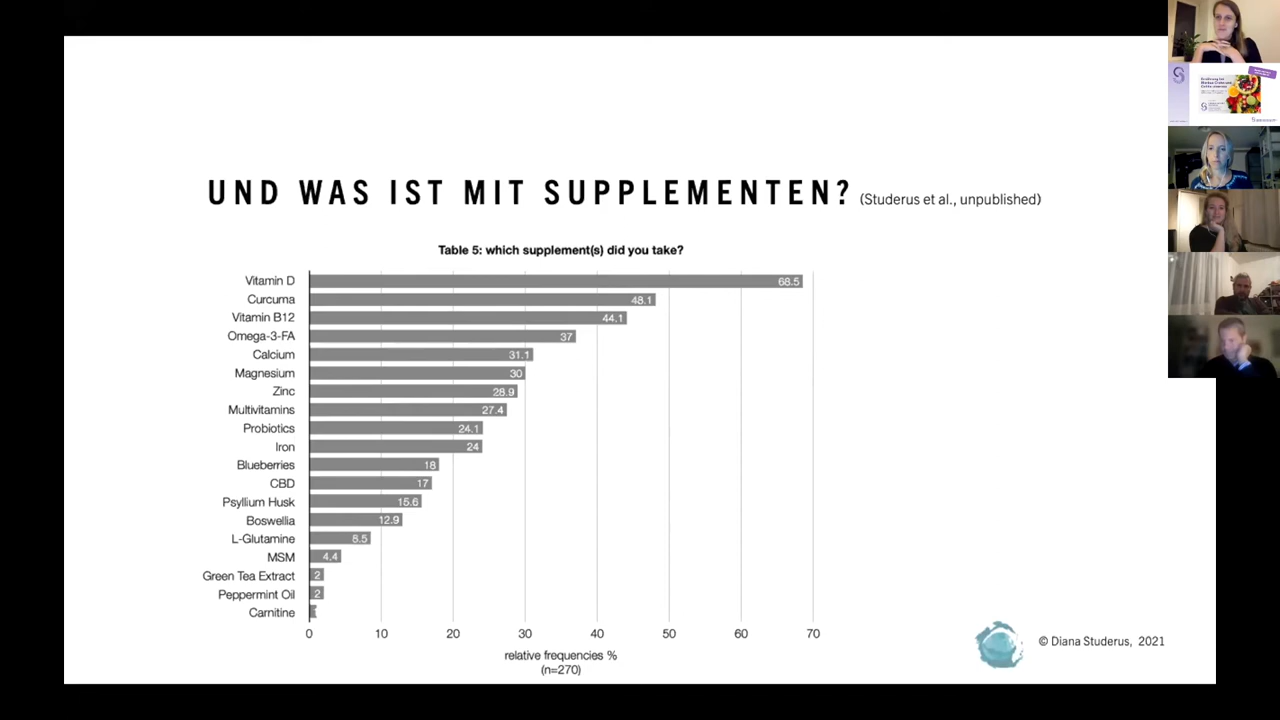 UND WAS IST MIT SUPPLEMENTEN? (Studerus et al., unpublished)
Table 5: which supplement(s) did you take?
Vitamin D 68.5
Curcuma 48.1
Vitamin B12 44.1
Omega-3-FA 37
Calcium 31.1
Magnesium 30
Zinc 28.9
Multivitamins 27.4
Probiotics 24.1
Iron 24
Blueberries 18
CBD 17
Psyllium Husk 15.6
Boswellia 12.9
L-Glutamine 8.5
MSM 4.4
Green Tea Extract 2
Peppermint Oil 2
Carnitine
0 10 20 30 40 50 60 70
relative frequencies %
(n=270)
© Diana Studerus, 2021